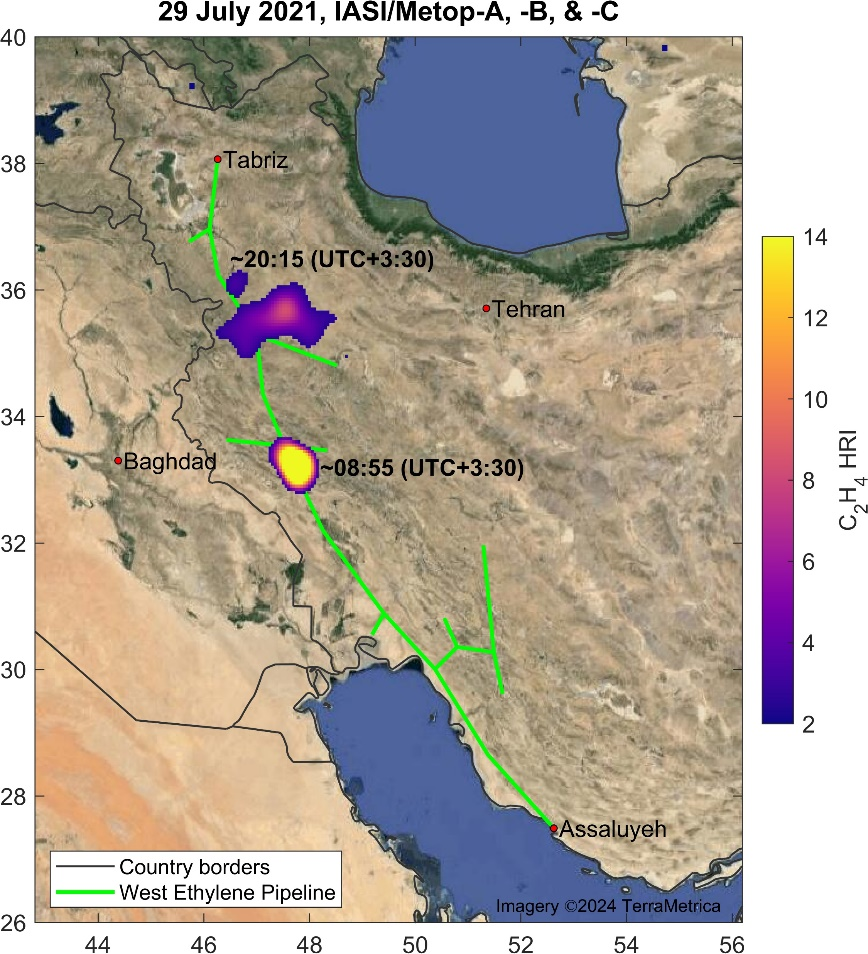 29 July 2021, IASI/Metop-A, -B, & -C
40
38
36
34
32
30
28
26
Tabriz
~20:15 (UTC+3:30)
Tehran
Baghdad
~08:55 (UTC+3:30)
Assaluyeh
Country borders
West Ethylene Pipeline
Imagery ©2024 TerraMetrica
44 46 48 50 52 54 56
14
12
10
8
6
4
2
C₂H₄ HRI